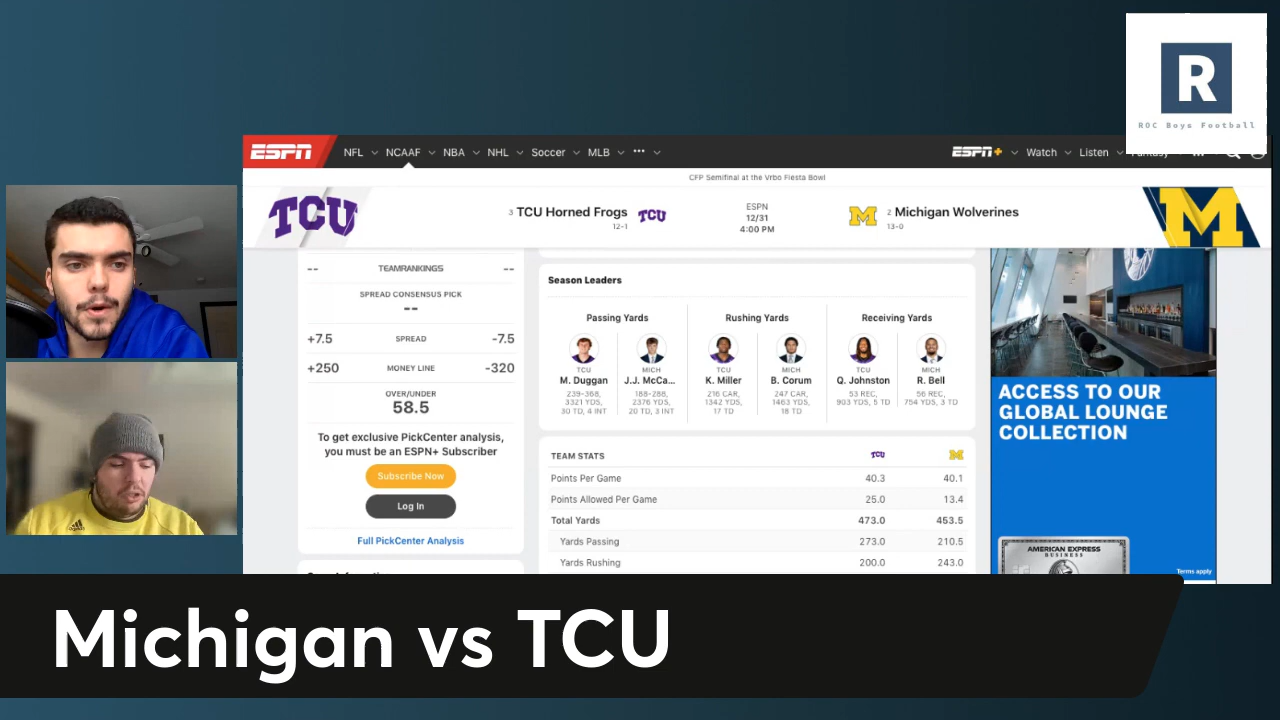 R
ROC Boys Football
ESPN NFL NCAAF NBA NHL Soccer MLB ••• ESPN+ Watch Listen Fantasy
CFP Semifinal at the Vrbo Fiesta Bowl
TCU
3 TCU Horned Frogs TCU
12-1
ESPN
12/31
4:00 PM
M 2 Michigan Wolverines
13-0
M
-- TEAMRANKINGS --
SPREAD CONSENSUS PICK
--
+7.5 SPREAD -7.5
+250 MONEY LINE -320
OVER/UNDER
58.5
To get exclusive PickCenter analysis,
you must be an ESPN+ Subscriber
Subscribe Now
Log In
Full PickCenter Analysis
Season Leaders
Passing Yards Rushing Yards Receiving Yards
TCU MICH TCU MICH TCU MICH
M. Duggan J.J. McCa... K. Miller B. Corum Q. Johnston R. Bell
239-368, 188-288, 216 CAR, 247 CAR, 53 REC, 56 REC,
3321 YDS, 2376 YDS, 1342 YDS, 1463 YDS, 903 YDS, 5 TD 754 YDS, 3 TD
30 TD, 4 INT 20 TD, 3 INT 17 TD 18 TD
TEAM STATS TCU M
Points Per Game 40.3 40.1
Points Allowed Per Game 25.0 13.4
Total Yards 473.0 453.5
Yards Passing 273.0 210.5
Yards Rushing 200.0 243.0
ACCESS TO OUR
GLOBAL LOUNGE
COLLECTION
AMERICAN EXPRESS
BUSINESS
Terms apply
adidas
Michigan vs TCU